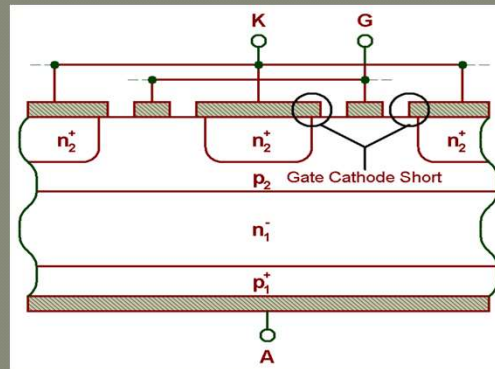 K G
n₂⁺ n₂⁺ n₂⁺
p₂ Gate Cathode Short
n₁⁻
p₁⁺
A